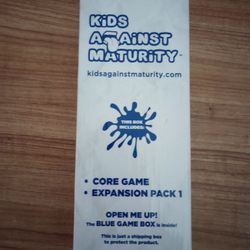 KiDS
AGAiNST
MATURiTY™
kidsagainstmaturity.com
THIS BOX
INCLUDES:
• CORE GAME
• EXPANSION PACK 1
OPEN ME UP!
The BLUE GAME BOX is inside!
This is just a shipping box
to protect the product.